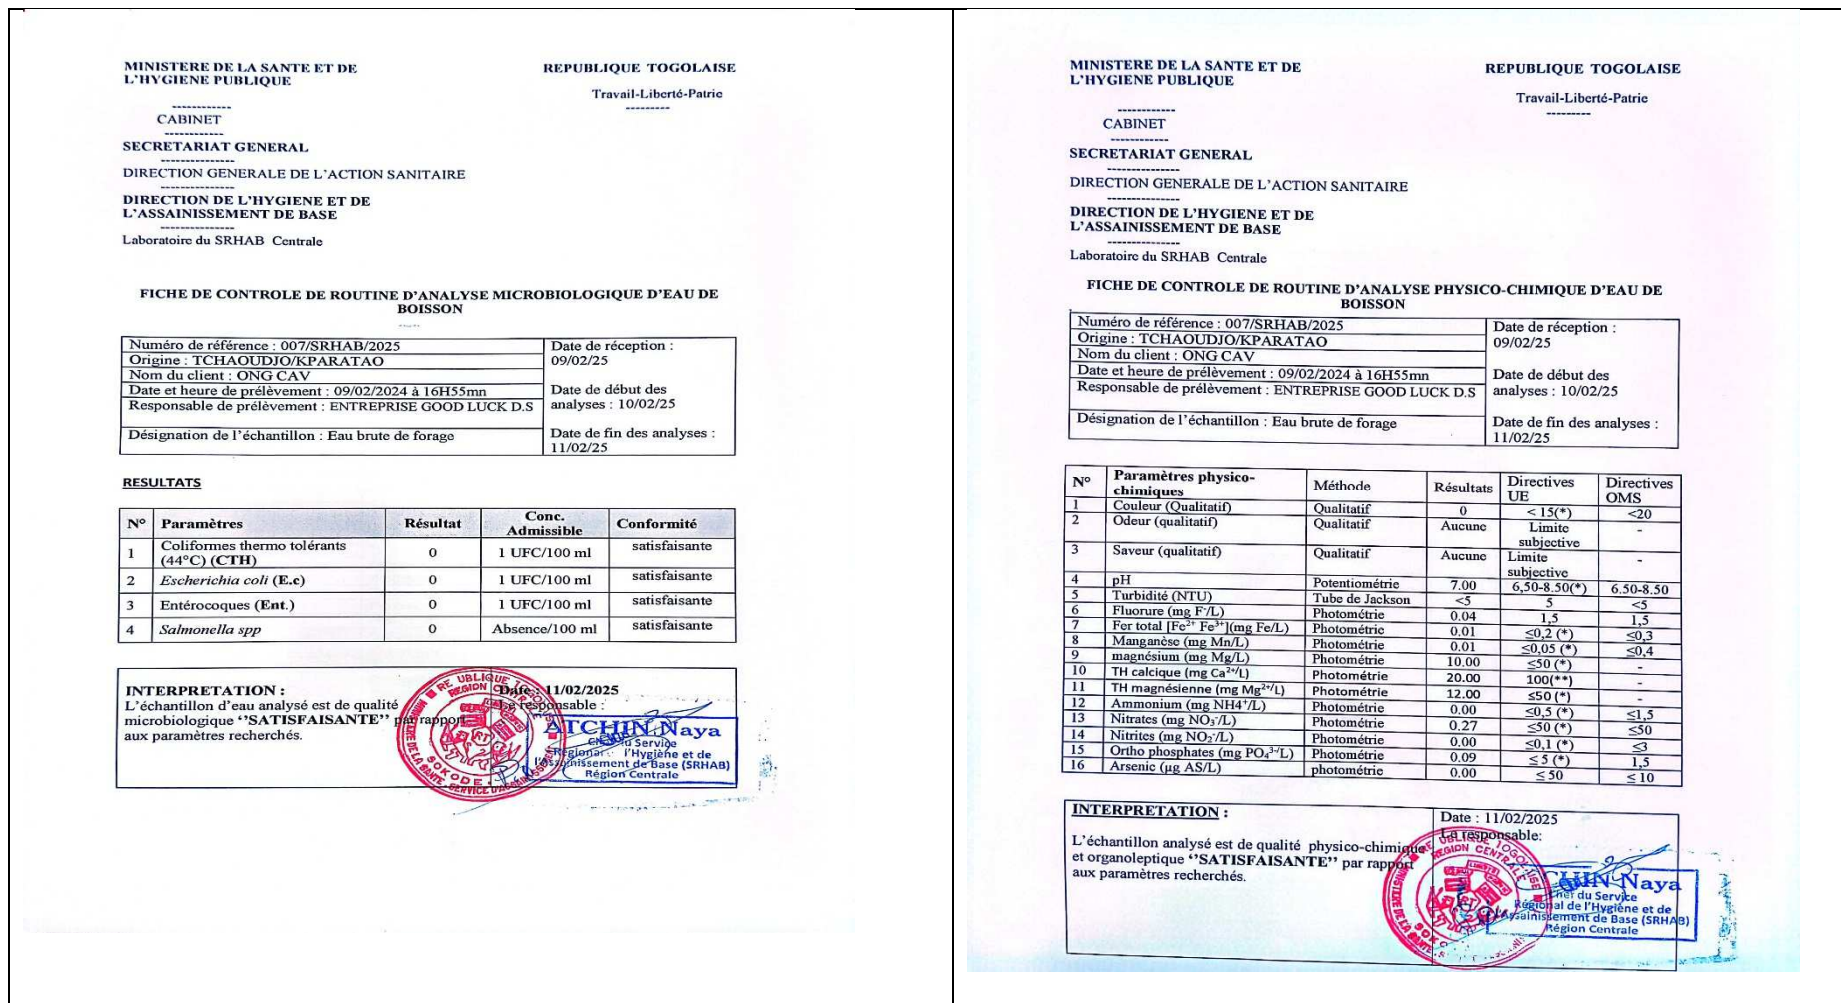 MINISTERE DE LA SANTE ET DE
L'HYGIENE PUBLIQUE
REPUBLIQUE TOGOLAISE
Travail-Liberté-Patrie
---------
------------
CABINET
------------
SECRETARIAT GENERAL
---------------
DIRECTION GENERALE DE L'ACTION SANITAIRE
---------------
DIRECTION DE L'HYGIENE ET DE
L'ASSAINISSEMENT DE BASE
---------------
Laboratoire du SRHAB Centrale
FICHE DE CONTROLE DE ROUTINE D'ANALYSE MICROBIOLOGIQUE D'EAU DE
BOISSON
Numéro de référence : 007/SRHAB/2025
Origine : TCHAOUDJO/KPARATAO
Nom du client : ONG CAV
Date et heure de prélèvement : 09/02/2024 à 16H55mn
Responsable de prélèvement : ENTREPRISE GOOD LUCK D.S
Désignation de l'échantillon : Eau brute de forage
Date de réception :
09/02/25
Date de début des
analyses : 10/02/25
Date de fin des analyses :
11/02/25
RESULTATS
N° Paramètres Résultat Conc. Admissible Conformité
1 Coliformes thermo tolérants (44°C) (CTH) 0 1 UFC/100 ml satisfaisante
2 Escherichia coli (E.c) 0 1 UFC/100 ml satisfaisante
3 Entérocoques (Ent.) 0 1 UFC/100 ml satisfaisante
4 Salmonella spp 0 Absence/100 ml satisfaisante
INTERPRETATION :
L'échantillon d'eau analysé est de qualité
microbiologique ‘’SATISFAISANTE’’ par rapport
aux paramètres recherchés.
Date : 11/02/2025
Le responsable :
ATCHIN Naya
Chef du Service
Régional de l'Hygiène et de
l'Assainissement de Base (SRHAB)
Région Centrale
MINISTERE DE LA SANTE ET DE
L'HYGIENE PUBLIQUE
REPUBLIQUE TOGOLAISE
Travail-Liberté-Patrie
---------
------------
CABINET
------------
SECRETARIAT GENERAL
---------------
DIRECTION GENERALE DE L'ACTION SANITAIRE
---------------
DIRECTION DE L'HYGIENE ET DE
L'ASSAINISSEMENT DE BASE
---------------
Laboratoire du SRHAB Centrale
FICHE DE CONTROLE DE ROUTINE D'ANALYSE PHYSICO-CHIMIQUE D'EAU DE
BOISSON
Numéro de référence : 007/SRHAB/2025
Origine : TCHAOUDJO/KPARATAO
Nom du client : ONG CAV
Date et heure de prélèvement : 09/02/2024 à 16H55mn
Responsable de prélèvement : ENTREPRISE GOOD LUCK D.S
Désignation de l'échantillon : Eau brute de forage
Date de réception :
09/02/25
Date de début des
analyses : 10/02/25
Date de fin des analyses :
11/02/25
N° Paramètres physico-chimiques Méthode Résultats Directives UE Directives OMS
1 Couleur (Qualitatif) Qualitatif 0 < 15(*) <20
2 Odeur (qualitatif) Qualitatif Aucune Limite subjective -
3 Saveur (qualitatif) Qualitatif Aucune Limite subjective -
4 pH Potentiométrie 7.00 6,50-8.50(*) 6.50-8.50
5 Turbidité (NTU) Tube de Jackson <5 5 <5
6 Fluorure (mg F⁻/L) Photométrie 0.04 1,5 1,5
7 Fer total [Fe²⁺ Fe³⁺](mg Fe/L) Photométrie 0.01 ≤0,2 (*) ≤0,3
8 Manganèse (mg Mn/L) Photométrie 0.01 ≤0,05 (*) ≤0,4
9 magnésium (mg Mg/L) Photométrie 10.00 ≤50 (*) -
10 TH calcique (mg Ca²⁺/L) Photométrie 20.00 100(**) -
11 TH magnésienne (mg Mg²⁺/L) Photométrie 12.00 ≤50 (*) -
12 Ammonium (mg NH4⁺/L) Photométrie 0.00 ≤0,5 (*) ≤1,5
13 Nitrates (mg NO₃⁻/L) Photométrie 0.27 ≤50 (*) ≤50
14 Nitrites (mg NO₂⁻/L) Photométrie 0.00 ≤0,1 (*) ≤3
15 Ortho phosphates (mg PO₄³⁻/L) Photométrie 0.09 ≤ 5 (*) 1,5
16 Arsenic (µg AS/L) photométrie 0.00 ≤ 50 ≤ 10
INTERPRETATION :
L'échantillon analysé est de qualité physico-chimique
et organoleptique ‘’SATISFAISANTE’’ par rapport
aux paramètres recherchés.
Date : 11/02/2025
Le responsable:
CHIN Naya
Chef du Service
Régional de l'Hygiène et de
Assainissement de Base (SRHAB)
Région Centrale